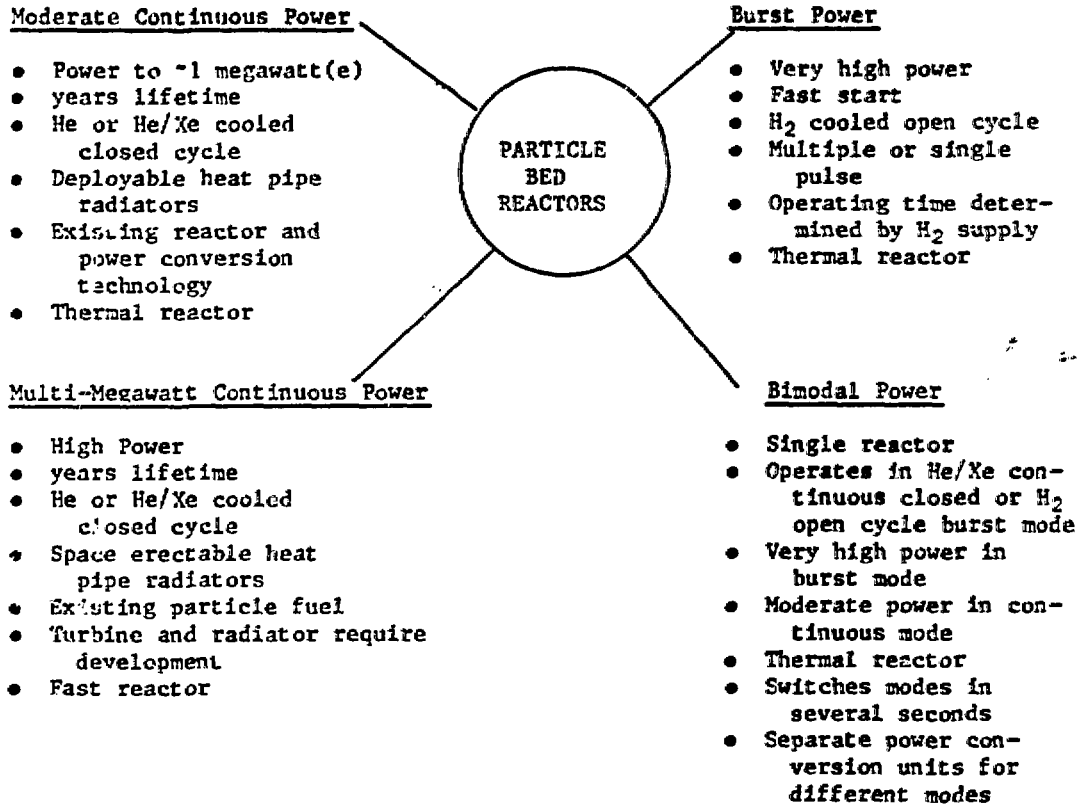 Moderate Continuous Power
• Power to ~1 megawatt(e)
• years lifetime
• He or He/Xe cooled
closed cycle
• Deployable heat pipe
radiators
• Existing reactor and
power conversion
technology
• Thermal reactor
Burst Power
• Very high power
• Fast start
• H2 cooled open cycle
• Multiple or single
pulse
• Operating time deter-
mined by H2 supply
• Thermal reactor
PARTICLE
BED
REACTORS
Multi-Megawatt Continuous Power
• High Power
• years lifetime
• He or He/Xe cooled
closed cycle
• Space erectable heat
pipe radiators
• Existing particle fuel
• Turbine and radiator require
development
• Fast reactor
Bimodal Power
• Single reactor
• Operates in He/Xe con-
tinuous closed or H2
open cycle burst mode
• Very high power in
burst mode
• Moderate power in con-
tinuous mode
• Thermal reactor
• Switches modes in
several seconds
• Separate power con-
version units for
different modes